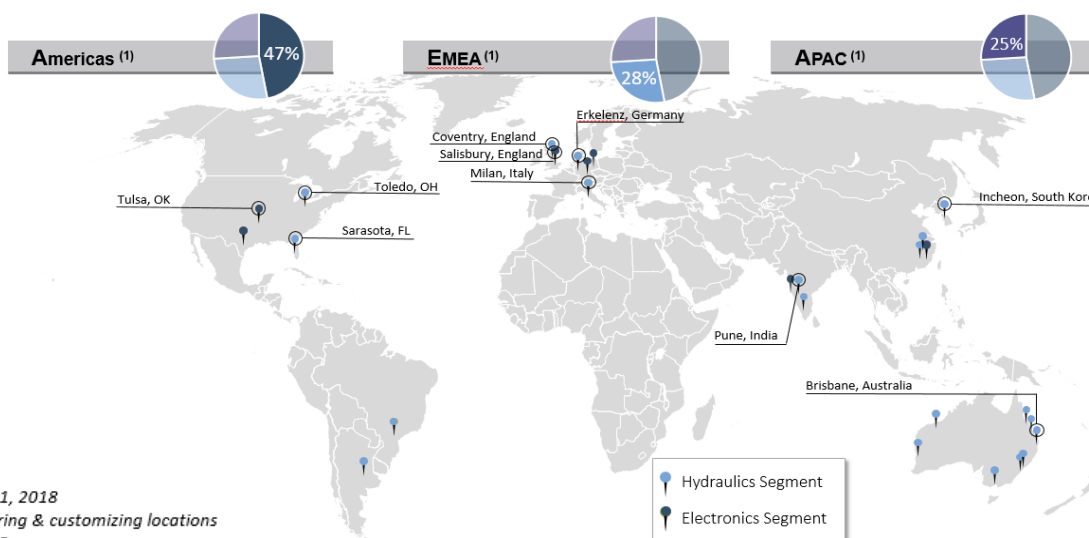 Americas (1)
47%
EMEA (1)
28%
APAC (1)
25%
Erkelenz, Germany
Coventry, England
Salisbury, England
Milan, Italy
Toledo, OH
Tulsa, OK
Sarasota, FL
Incheon, South Kore
Pune, India
Brisbane, Australia
Hydraulics Segment
Electronics Segment
1, 2018
ring & customizing locations